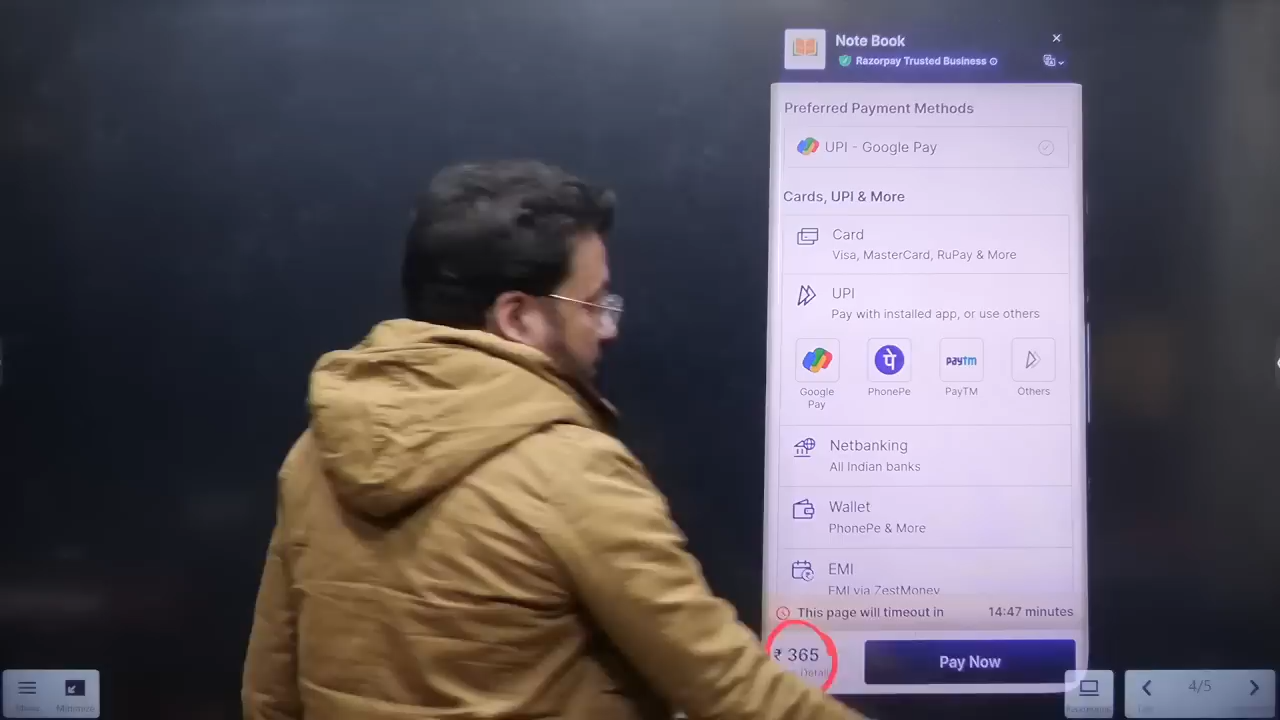 Note Book
Razorpay Trusted Business
Preferred Payment Methods
UPI - Google Pay
Cards, UPI & More
Card
Visa, MasterCard, RuPay & More
UPI
Pay with installed app, or use others
पे
paytm
Google Pay
PhonePe
PayTM
Others
Netbanking
All Indian banks
Wallet
PhonePe & More
EMI
EMI via ZestMoney
This page will timeout in 14:47 minutes
₹ 365
Pay Now
Minimize
4/5